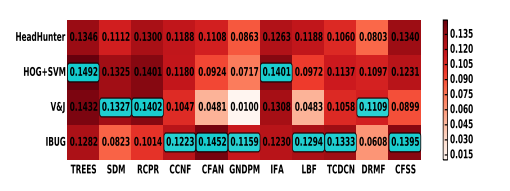 HeadHunter 0.1346 0.1112 0.1300 0.1188 0.1108 0.0863 0.1263 0.1188 0.1060 0.0803 0.1340
HOG+SVM 0.1492 0.1325 0.1401 0.1180 0.0924 0.0717 0.1401 0.0972 0.1137 0.1097 0.1231
V&J 0.1432 0.1327 0.1402 0.1047 0.0481 0.0100 0.1308 0.0483 0.1058 0.1109 0.0899
IBUG 0.1282 0.0823 0.1014 0.1223 0.1452 0.1159 0.1230 0.1294 0.1333 0.0608 0.1395
TREES SDM RCPR CCNF CFAN GNDPM IFA LBF TCDCN DRMF CFSS
0.135
0.120
0.105
0.090
0.075
0.060
0.045
0.030
0.015